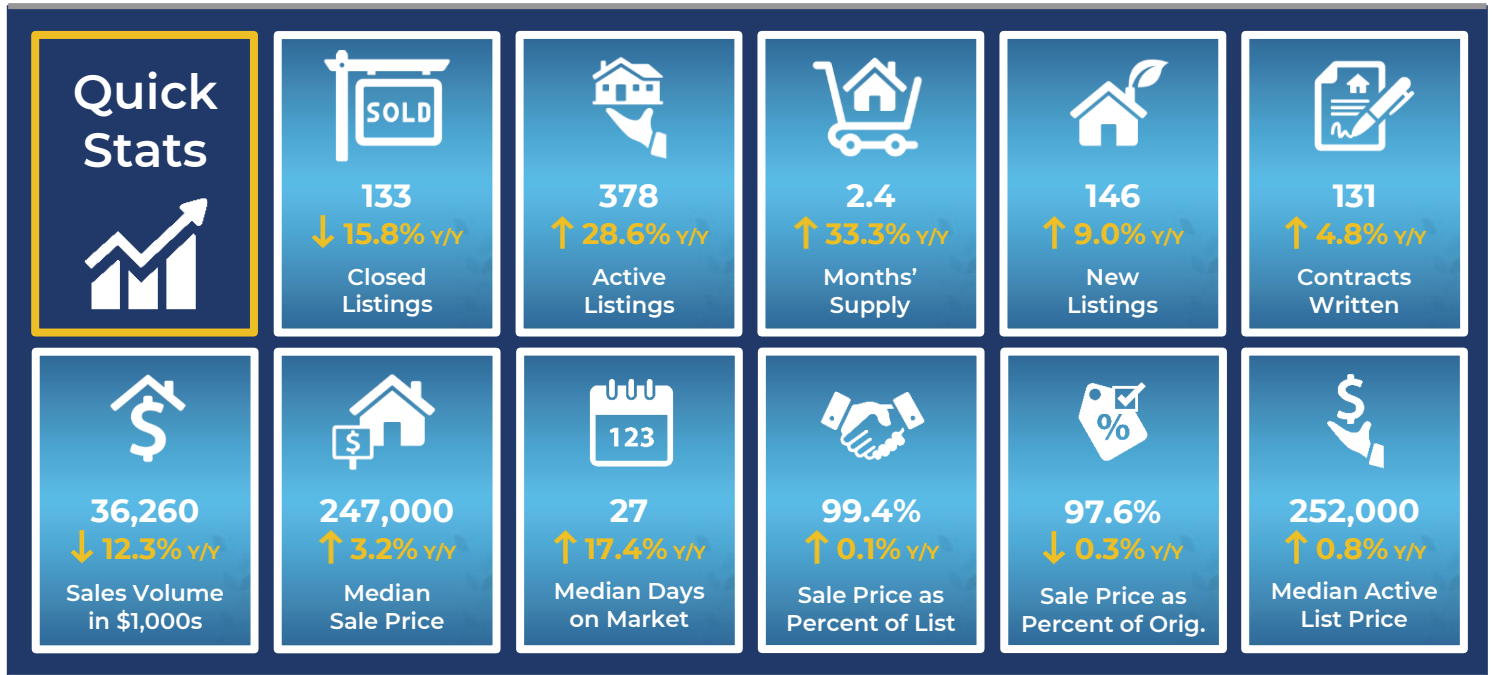 Quick
Stats
SOLD
133
↓ 15.8% Y/Y
Closed
Listings
378
↑ 28.6% Y/Y
Active
Listings
2.4
↑ 33.3% Y/Y
Months’
Supply
146
↑ 9.0% Y/Y
New
Listings
131
↑ 4.8% Y/Y
Contracts
Written
$
36,260
↓ 12.3% Y/Y
Sales Volume
in $1,000s
$
247,000
↑ 3.2% Y/Y
Median
Sale Price
123
27
↑ 17.4% Y/Y
Median Days
on Market
99.4%
↑ 0.1% Y/Y
Sale Price as
Percent of List
%
97.6%
↓ 0.3% Y/Y
Sale Price as
Percent of Orig.
$
252,000
↑ 0.8% Y/Y
Median Active
List Price